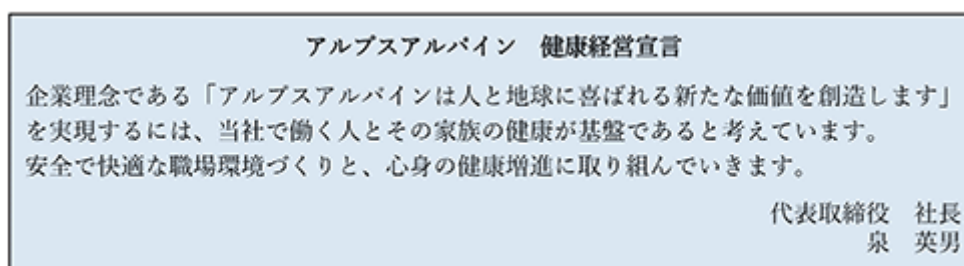 アルプスアルパイン　健康経営宣言
企業理念である「アルプスアルパインは人と地球に喜ばれる新たな価値を創造します」
を実現するには、当社で働く人とその家族の健康が基盤であると考えています。
安全で快適な職場環境づくりと、心身の健康増進に取り組んでいきます。
代表取締役　社長
泉　英男